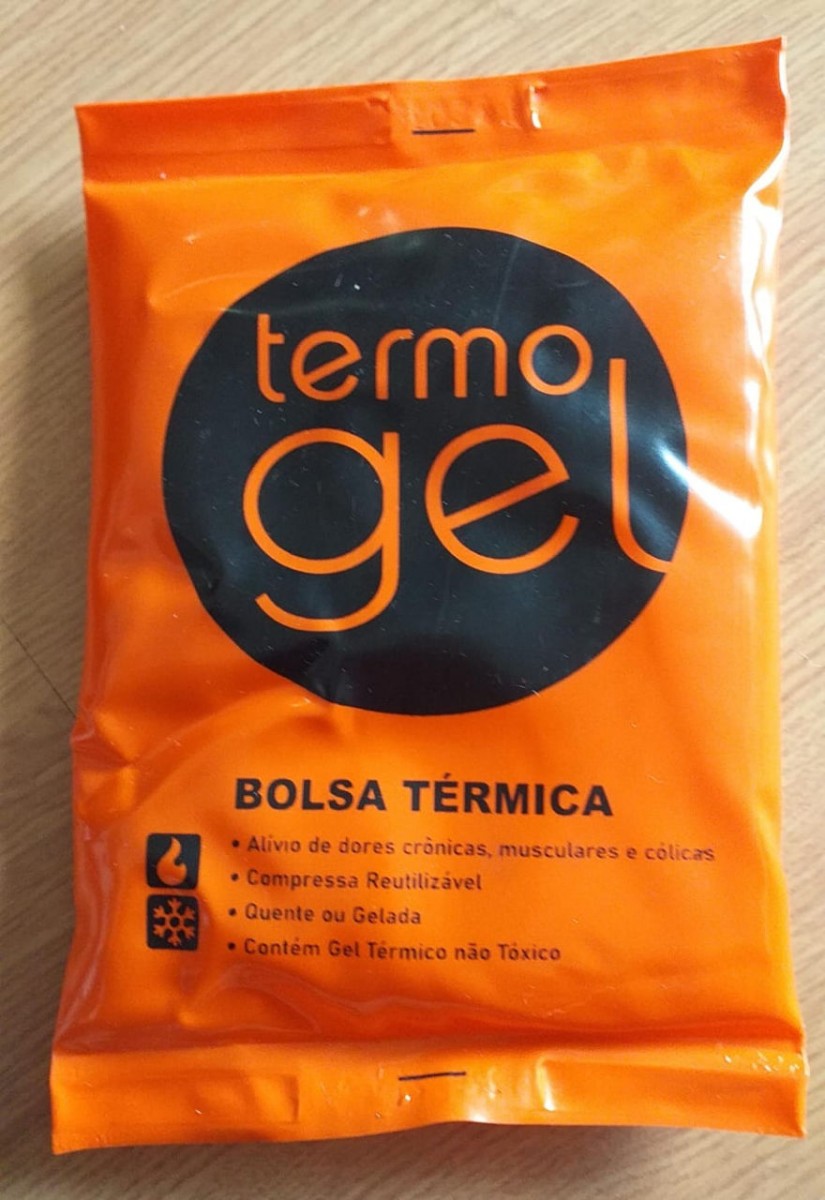 termo
gel
BOLSA TÉRMICA
• Alívio de dores crônicas, musculares e cólicas
• Compressa Reutilizável
• Quente ou Gelada
• Contém Gel Térmico não Tóxico